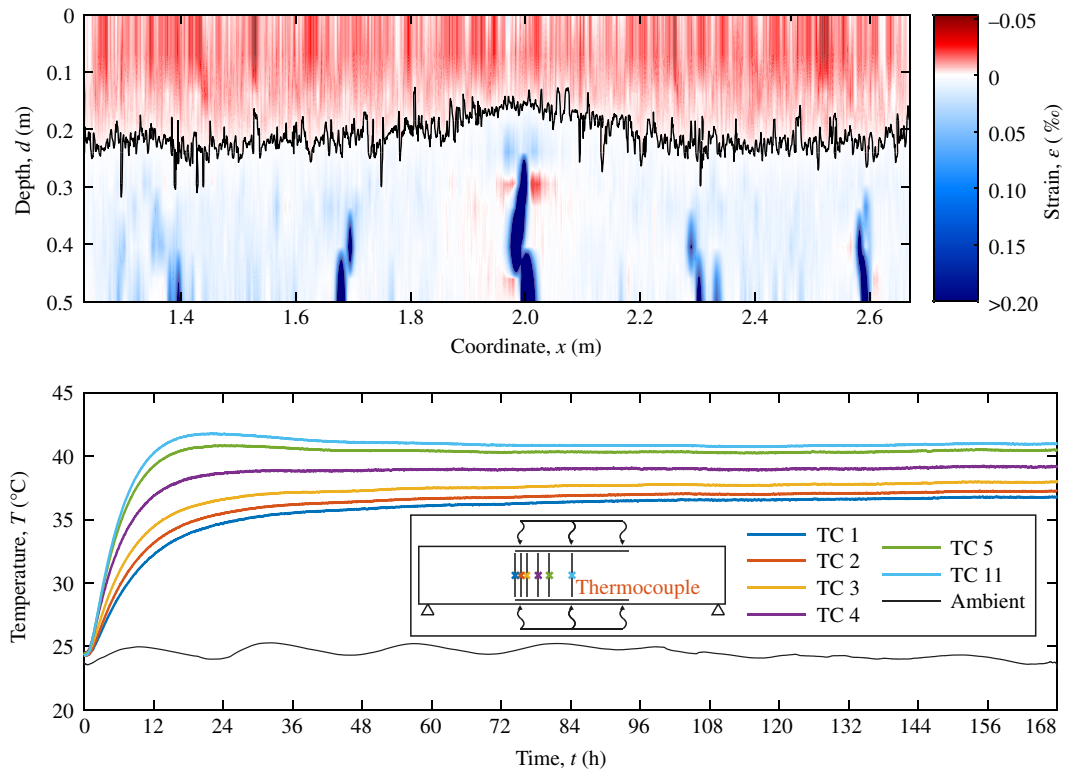 0
0.1
0.2
0.3
0.4
0.5
Depth, d (m)
1.4 1.6 1.8 2.0 2.2 2.4 2.6
Coordinate, x (m)
–0.05
0
0.05
0.10
0.15
>0.20
Strain, ε (‰)
45
40
35
30
25
20
Temperature, T (°C)
Thermocouple
TC 1
TC 2
TC 3
TC 4
TC 5
TC 11
Ambient
0 12 24 36 48 60 72 84 96 108 120 132 144 156 168
Time, t (h)